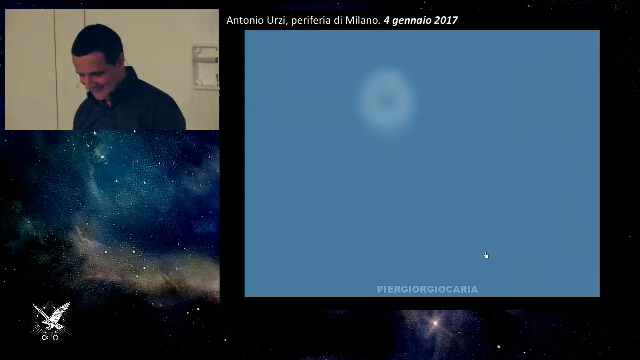 Antonio Urzi, periferia di Milano. 4 gennaio 2017
PIERGIORGIOCARIA